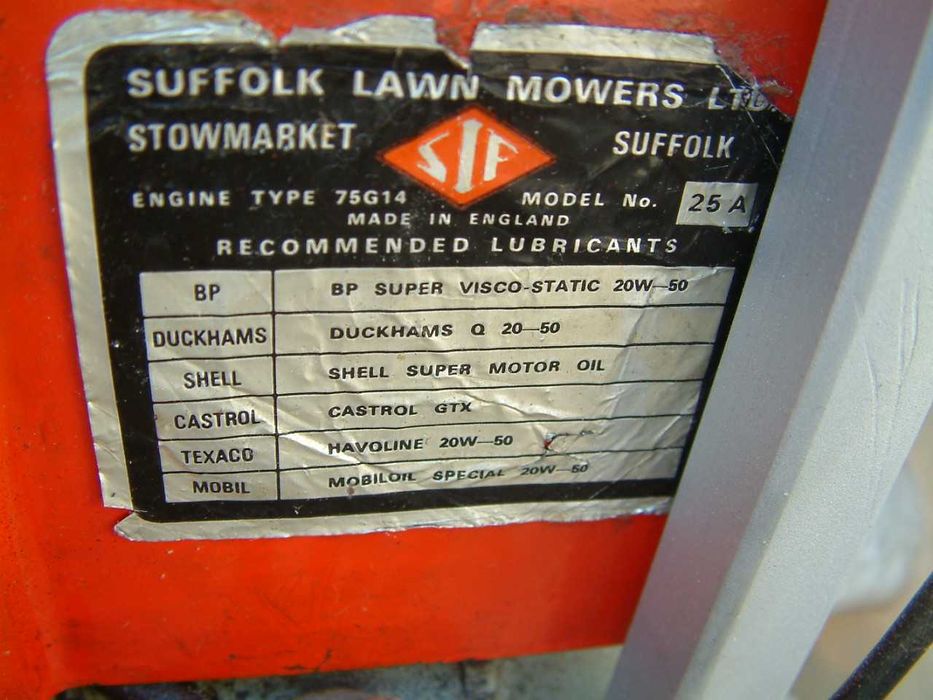 SUFFOLK LAWN MOWERS LTD.
STOWMARKET SIF SUFFOLK
ENGINE TYPE 75G14 MODEL No. 25 A
MADE IN ENGLAND
RECOMMENDED LUBRICANTS
BP BP SUPER VISCO-STATIC 20W-50
DUCKHAMS DUCKHAMS Q 20-50
SHELL SHELL SUPER MOTOR OIL
CASTROL CASTROL GTX
TEXACO HAVOLINE 20W-50
MOBIL MOBILOIL SPECIAL 20W 50